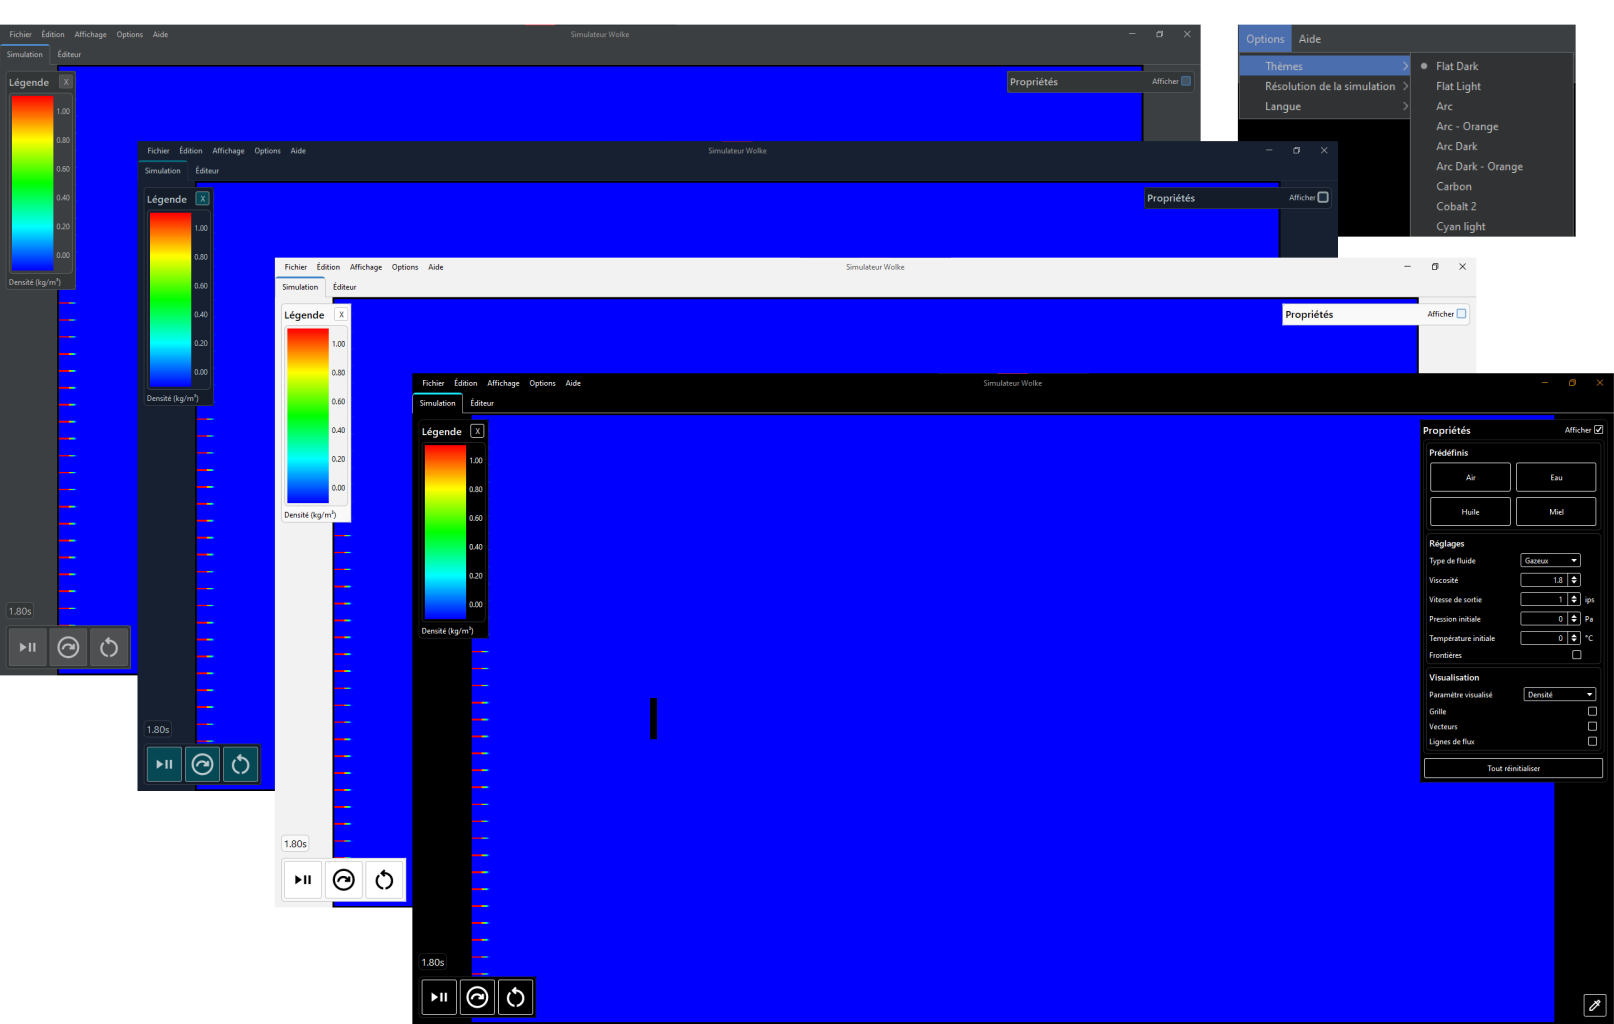 Fichier Édition Affichage Options Aide
Simulateur Wolke
Simulation Éditeur
Légende X
1.00
0.80
0.60
0.40
0.20
0.00
Densité (kg/m³)
Propriétés Afficher
1.80s
Options Aide
Thèmes
Résolution de la simulation
Langue
Flat Dark
Flat Light
Arc
Arc - Orange
Arc Dark
Arc Dark - Orange
Carbon
Cobalt 2
Cyan light
Fichier Édition Affichage Options Aide
Simulateur Wolke
Simulation Éditeur
Légende X
1.00
0.80
0.60
0.40
0.20
0.00
Densité (kg/m³)
Propriétés Afficher
1.80s
Fichier Édition Affichage Options Aide
Simulateur Wolke
Simulation Éditeur
Légende X
1.00
0.80
0.60
0.40
0.20
0.00
Densité (kg/m³)
Propriétés Afficher
1.80s
Fichier Édition Affichage Options Aide
Simulateur Wolke
Simulation Éditeur
Légende X
1.00
0.80
0.60
0.40
0.20
0.00
Densité (kg/m³)
1.80s
Propriétés Afficher
Prédéfinis
Air Eau
Huile Miel
Réglages
Type de fluide Gazeux
Viscosité 1.8
Vitesse de sortie 1 ips
Pression initiale 0 Pa
Température initiale 0 °C
Frontières
Visualisation
Paramètre visualisé Densité
Grille
Vecteurs
Lignes de flux
Tout réinitialiser